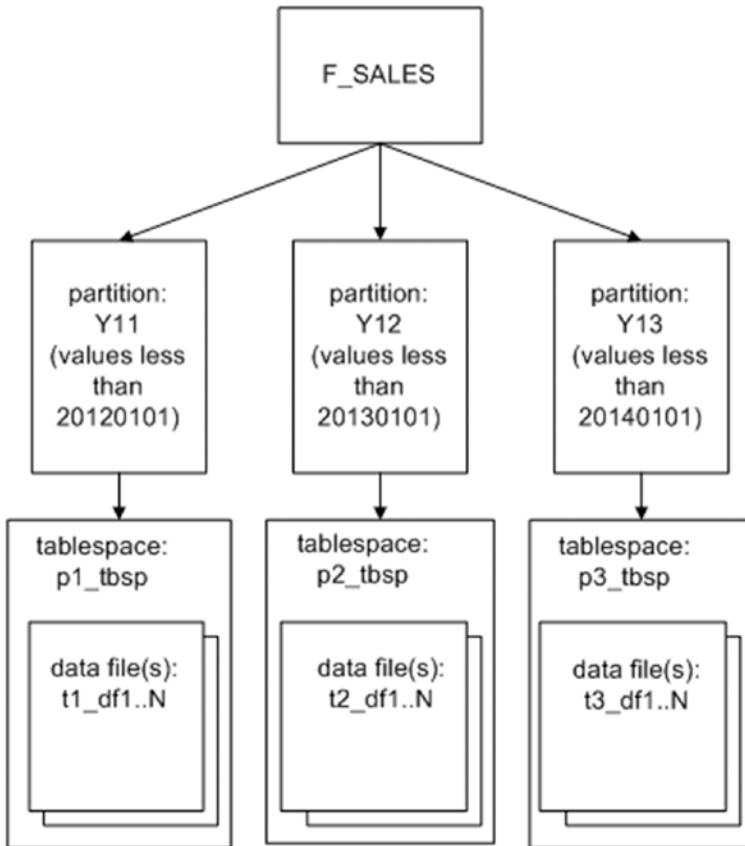 F_SALES
partition:
Y11
(values less
than
20120101)
partition:
Y12
(values less
than
20130101)
partition:
Y13
(values less
than
20140101)
tablespace:
p1_tbsp
data file(s):
t1_df1..N
tablespace:
p2_tbsp
data file(s):
t2_df1..N
tablespace:
p3_tbsp
data file(s):
t3_df1..N